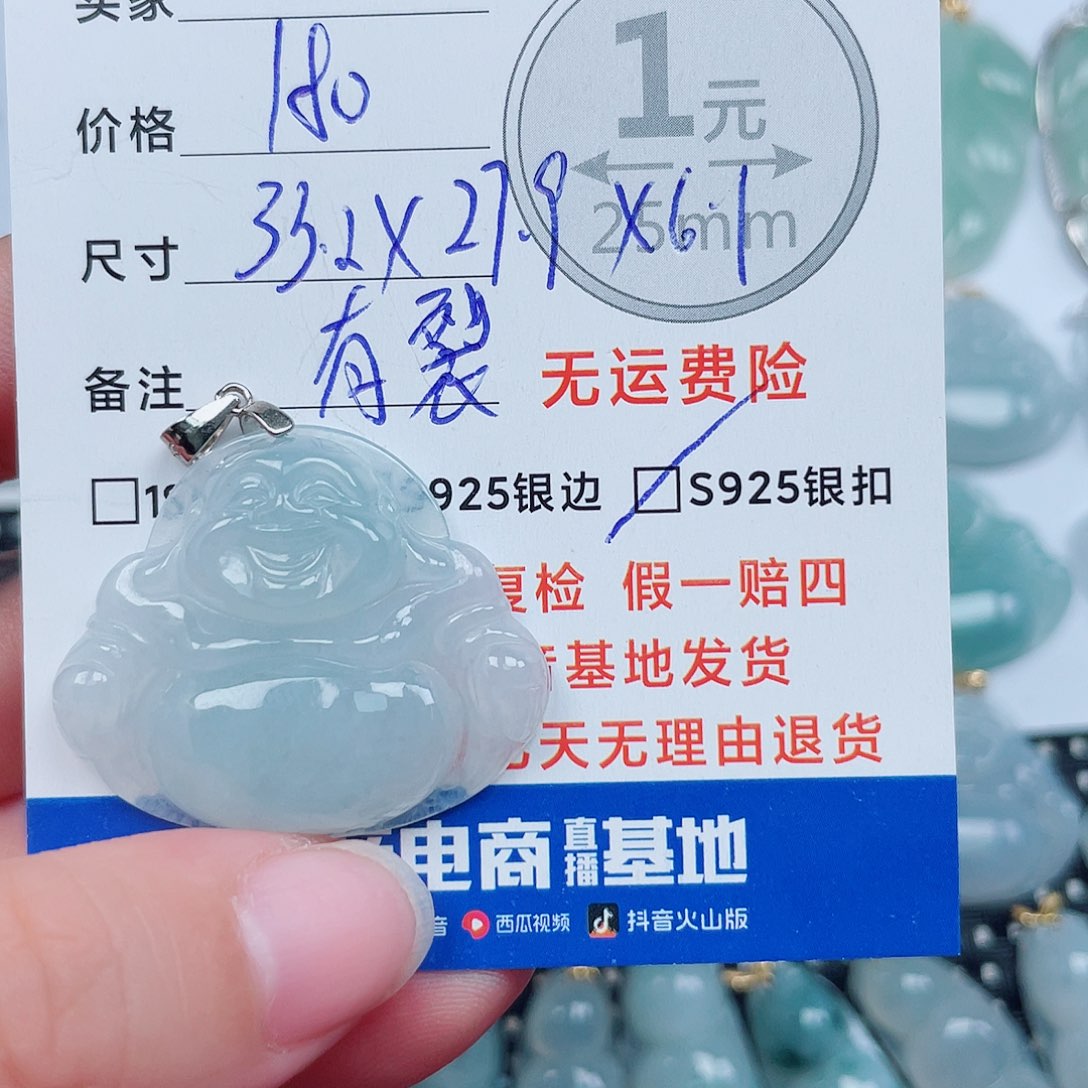 卖家
价格 180
1元
25mm
尺寸 33.2X27.9X6.1
备注 有裂
无运费险
925银边 S925银扣
复检 假一赔四
基地发货
天无理由退货
电商直播基地
音 西瓜视频 抖音火山版